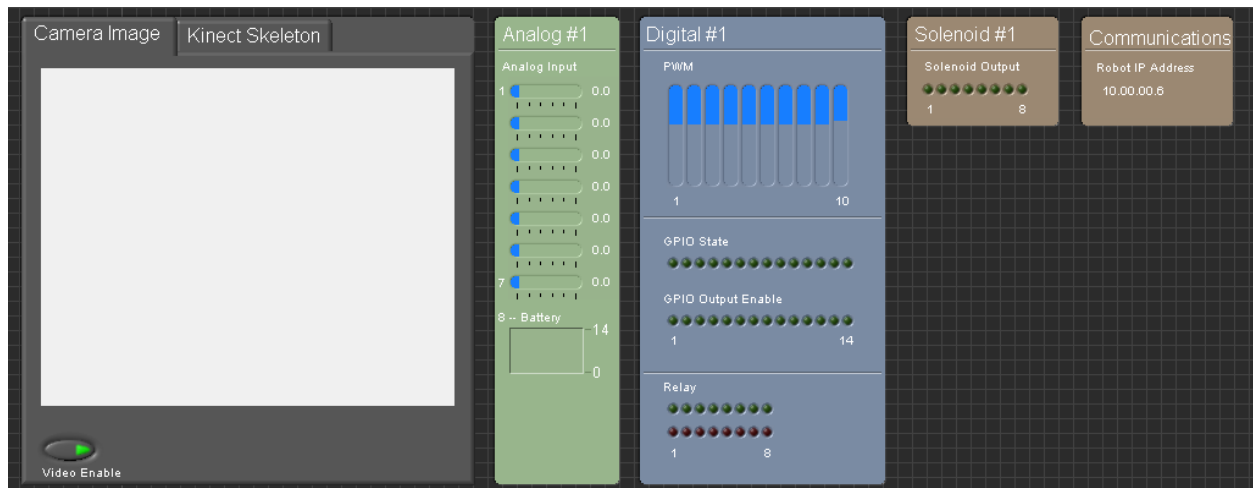 Camera Image
Kinect Skeleton
Video Enable
Analog #1
Analog Input
1 0.0
0.0
0.0
0.0
0.0
0.0
7 0.0
8 -- Battery
14
0
Digital #1
PWM
1 10
GPIO State
GPIO Output Enable
1 14
Relay
1 8
Solenoid #1
Solenoid Output
1 8
Communications
Robot IP Address
10.00.00.6